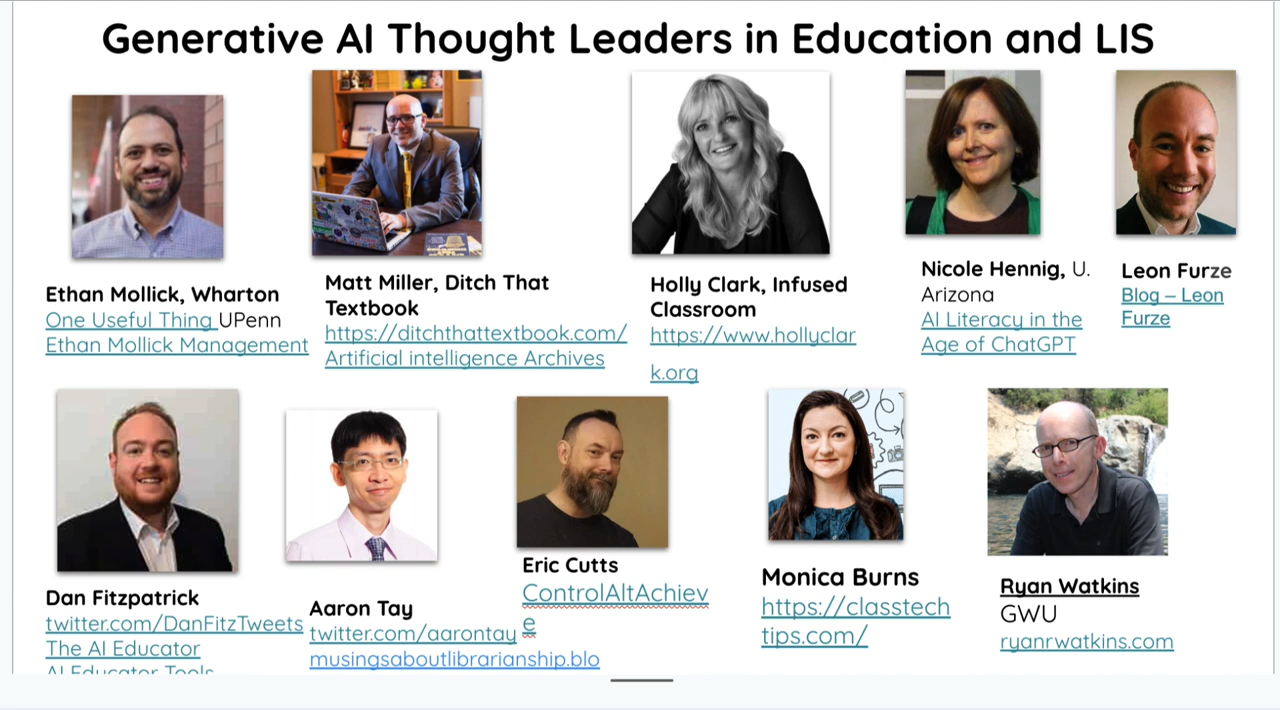 Generative AI Thought Leaders in Education and LIS
Ethan Mollick, Wharton
One Useful Thing UPenn
Ethan Mollick Management
Matt Miller, Ditch That
Textbook
https://ditchthattextbook.com/
Artificial intelligence Archives
Holly Clark, Infused
Classroom
https://www.hollyclar
k.org
Nicole Hennig, U.
Arizona
AI Literacy in the
Age of ChatGPT
Leon Furze
Blog – Leon
Furze
Dan Fitzpatrick
twitter.com/DanFitzTweets
The AI Educator
AI Educator Tools
Aaron Tay
twitter.com/aarontay
musingsaboutlibrarianship.blo
Eric Cutts
ControlAltAchiev
e
Monica Burns
https://classtech
tips.com/
Ryan Watkins
GWU
ryanrwatkins.com